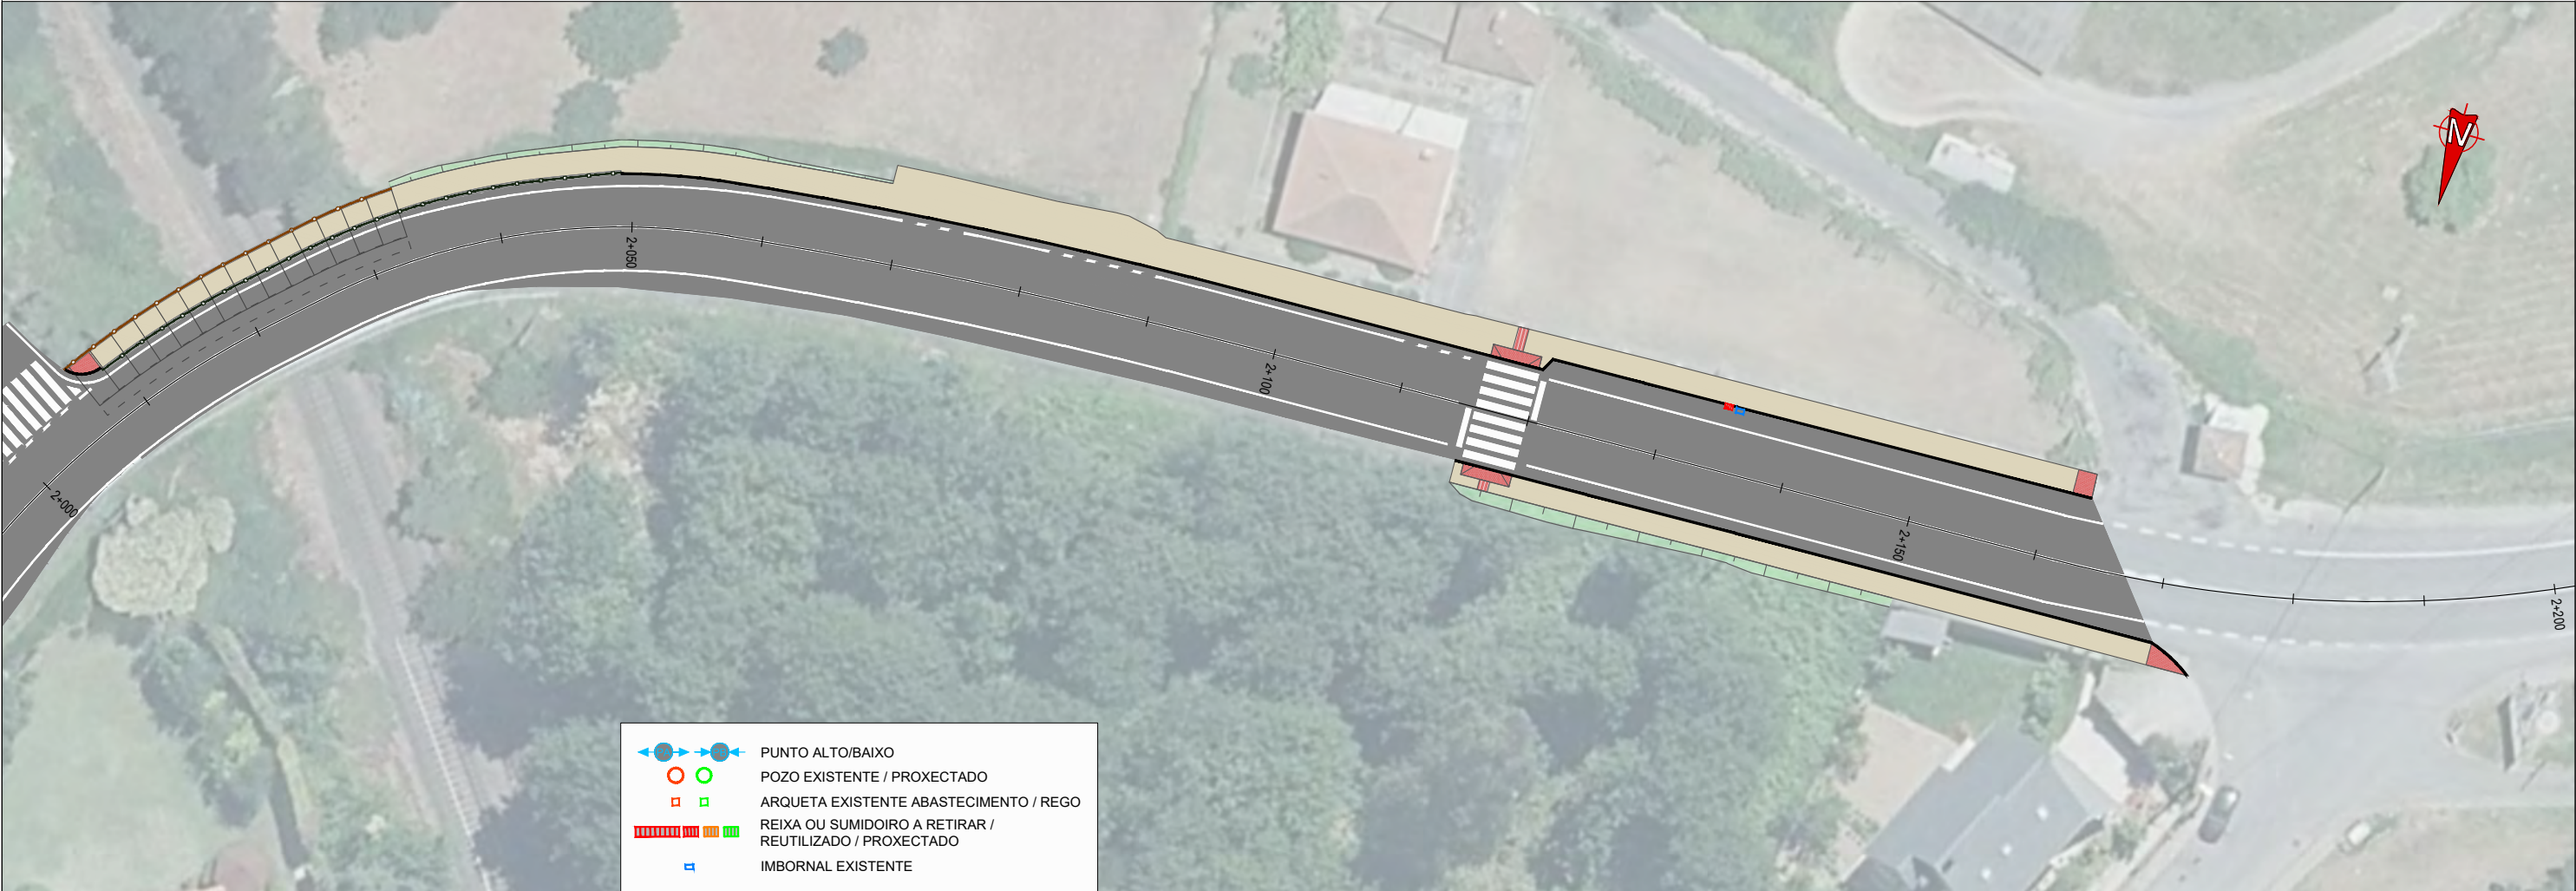 N
2+050
2+100
2+000
2+150
2+200
PUNTO ALTO/BAIXO
POZO EXISTENTE / PROXECTADO
ARQUETA EXISTENTE ABASTECIMENTO / REGO
REIXA OU SUMIDOIRO A RETIRAR /
REUTILIZADO / PROXECTADO
IMBORNAL EXISTENTE